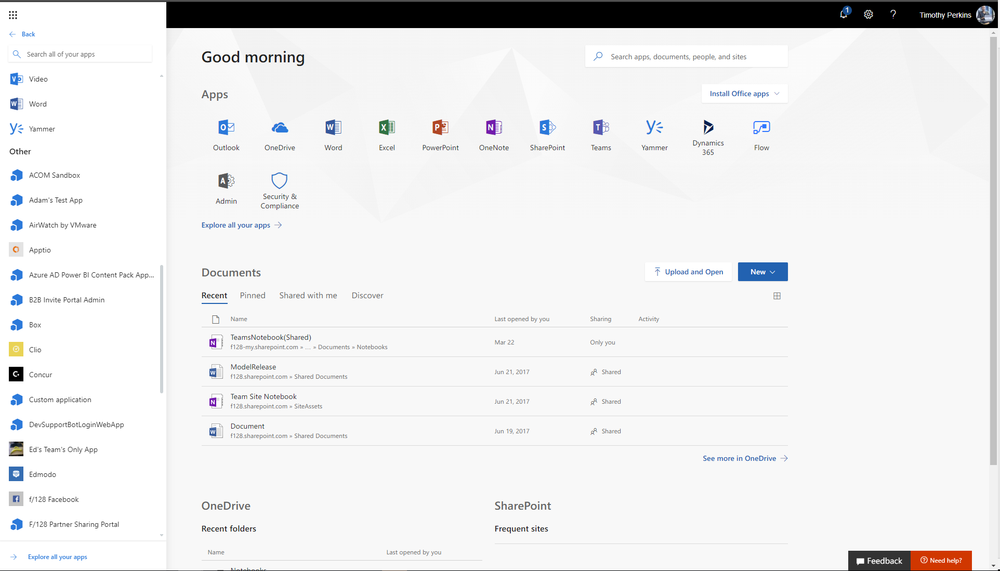 1
Timothy Perkins
Back
Search all of your apps
Video
Word
Yammer
Other
ACOM Sandbox
Adam's Test App
AirWatch by VMware
Apptio
Azure AD Power BI Content Pack App...
B2B Invite Portal Admin
Box
Clio
Concur
Custom application
DevSupportBotLoginWebApp
Ed's Team's Only App
Edmodo
f/128 Facebook
F/128 Partner Sharing Portal
Explore all your apps
Good morning
Search apps, documents, people, and sites
Apps
Install Office apps
Outlook
OneDrive
Word
Excel
PowerPoint
OneNote
SharePoint
Teams
Yammer
Dynamics
365
Flow
Admin
Security &
Compliance
Explore all your apps
Documents
Upload and Open
New
Recent Pinned Shared with me Discover
Name Last opened by you Sharing Activity
TeamsNotebook(Shared)
f128-my.sharepoint.com » ... » Documents » Notebooks
Mar 22 Only you
ModelRelease
f128.sharepoint.com » Shared Documents
Jun 21, 2017 Shared
Team Site Notebook
f128.sharepoint.com » SiteAssets
Jun 21, 2017 Shared
Document
f128.sharepoint.com » Shared Documents
Jun 19, 2017 Shared
See more in OneDrive
OneDrive
Recent folders
Name Last opened by you
Notebooks
SharePoint
Frequent sites
Feedback
Need help?